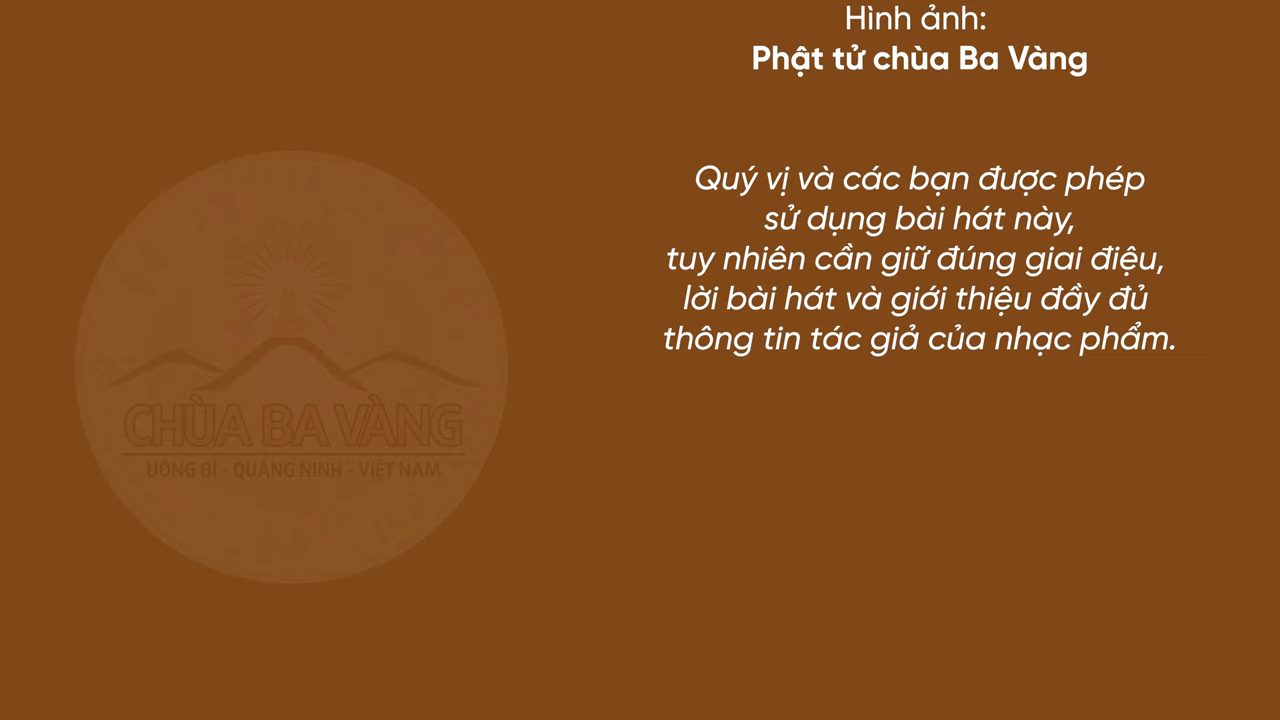 Hình ảnh:
Phật tử chùa Ba Vàng
Quý vị và các bạn được phép
sử dụng bài hát này,
tuy nhiên cần giữ đúng giai điệu,
lời bài hát và giới thiệu đầy đủ
thông tin tác giả của nhạc phẩm.
CHÙA BA VÀNG
UÔNG BÍ - QUẢNG NINH - VIỆT NAM